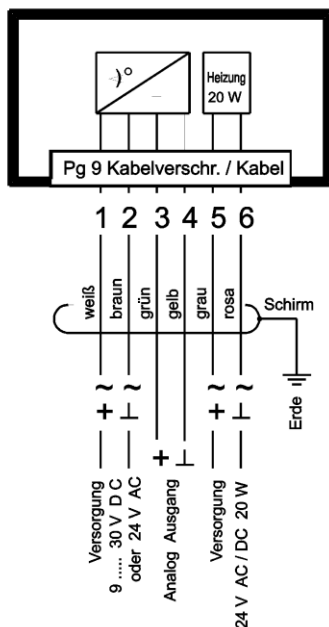 Heizung
20 W
Pg 9 Kabelverschr. / Kabel
1 2 3 4 5 6
weiß
braun
grün
gelb
grau
rosa
Schirm
Erde
~ ~ ~ ~
+ ⊥ + ⊥
+ ⊥
Versorgung
9 ..... 30 V D C
oder 24 V AC
Analog Ausgang
Versorgung
24 V AC / DC 20 W